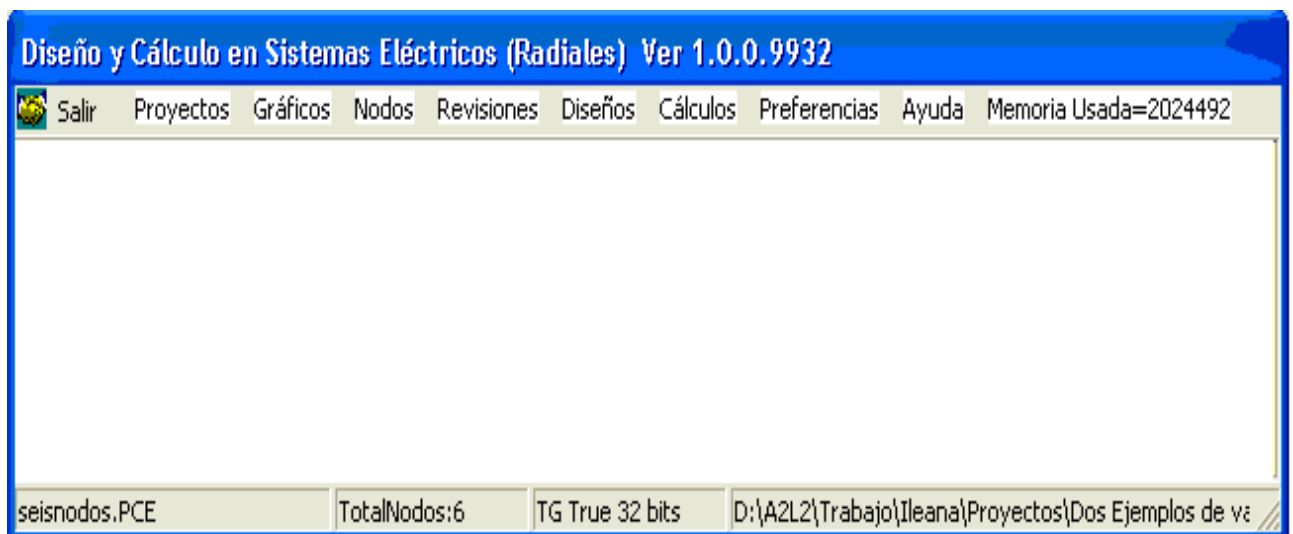 Diseño y Cálculo en Sistemas Eléctricos (Radiales) Ver 1.0.0.9932
Salir Proyectos Gráficos Nodos Revisiones Diseños Cálculos Preferencias Ayuda Memoria Usada=2024492
seisnodos.PCE TotalNodos:6 TG True 32 bits D:\A2L2\Trabajo\Ileana\Proyectos\Dos Ejemplos de va